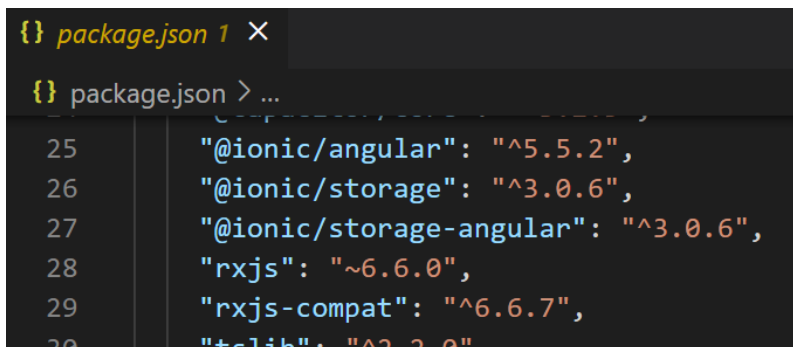 {} package.json 1 ×
{} package.json > ...
25 "@ionic/angular": "^5.5.2",
26 "@ionic/storage": "^3.0.6",
27 "@ionic/storage-angular": "^3.0.6",
28 "rxjs": "~6.6.0",
29 "rxjs-compat": "^6.6.7",